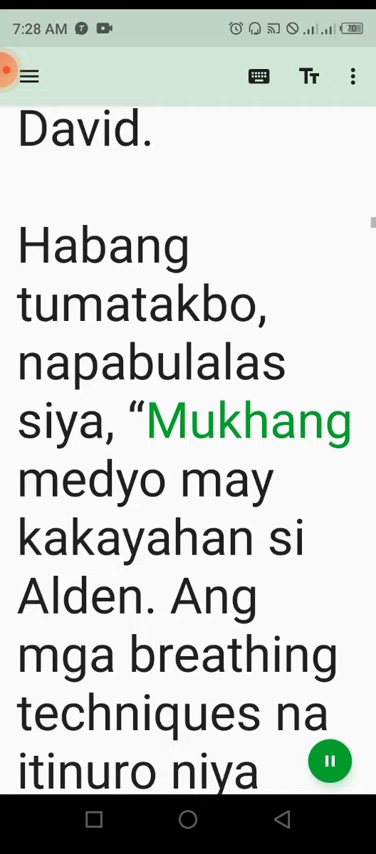 7:28 AM
70
David.
Habang
tumatakbo,
napabulalas
siya, “Mukhang
medyo may
kakayahan si
Alden. Ang
mga breathing
techniques na
itinuro niya